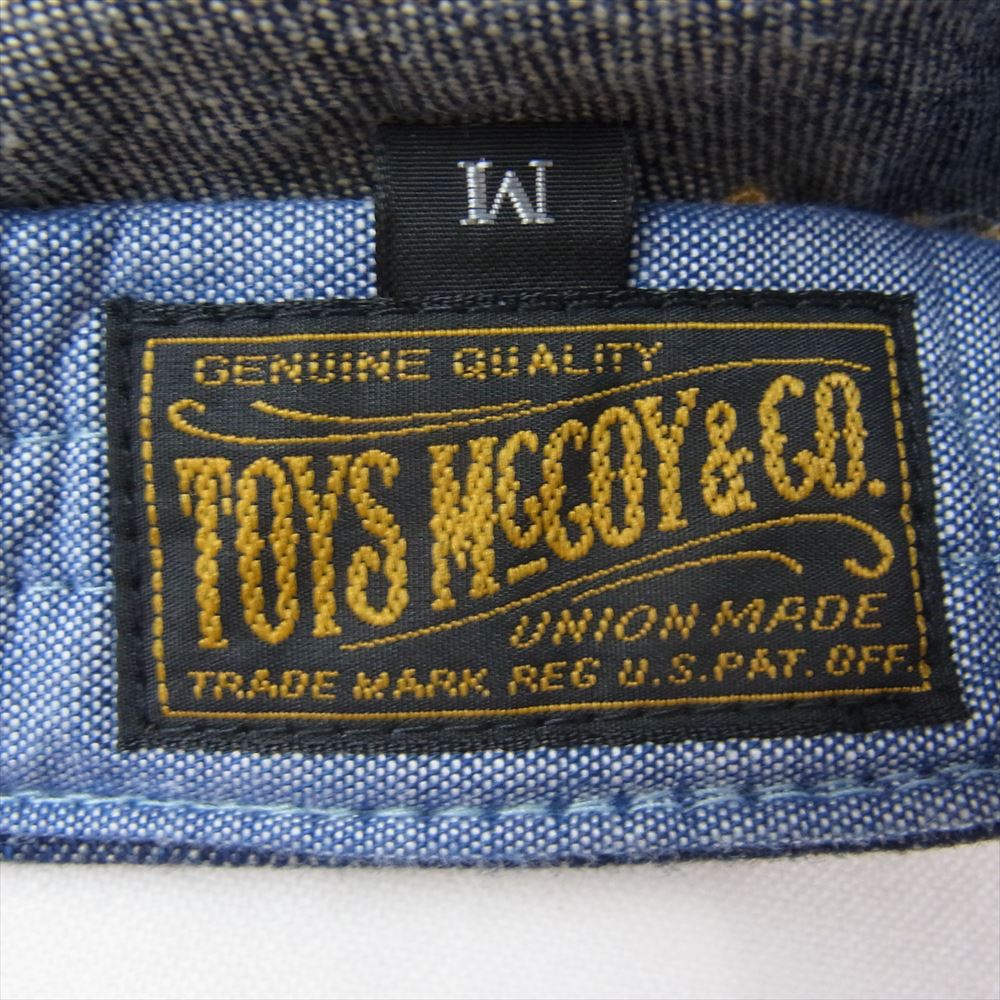 M
GENUINE QUALITY
TOYS McCOY & CO.
UNION MADE
TRADE MARK REG U.S.PAT. OFF.